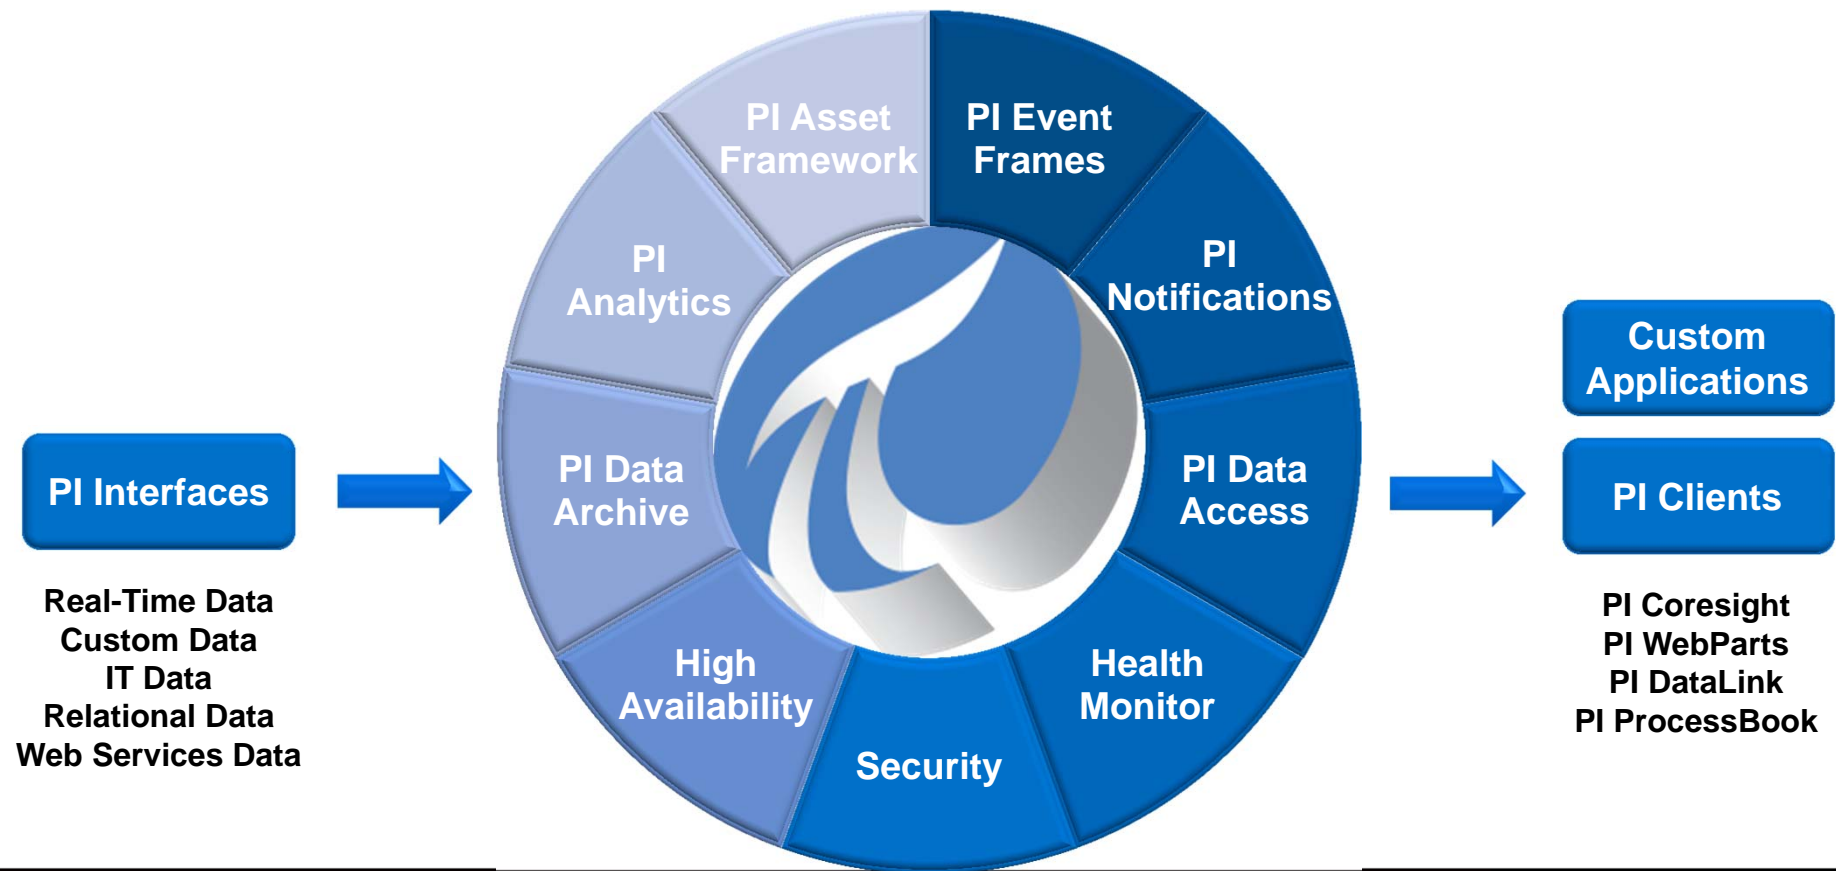 PI Asset
Framework
PI Event
Frames
PI
Analytics
PI
Notifications
PI Data
Archive
PI Data
Access
High
Availability
Health
Monitor
Security
PI Interfaces
Real-Time Data
Custom Data
IT Data
Relational Data
Web Services Data
Custom
Applications
PI Clients
PI Coresight
PI WebParts
PI DataLink
PI ProcessBook